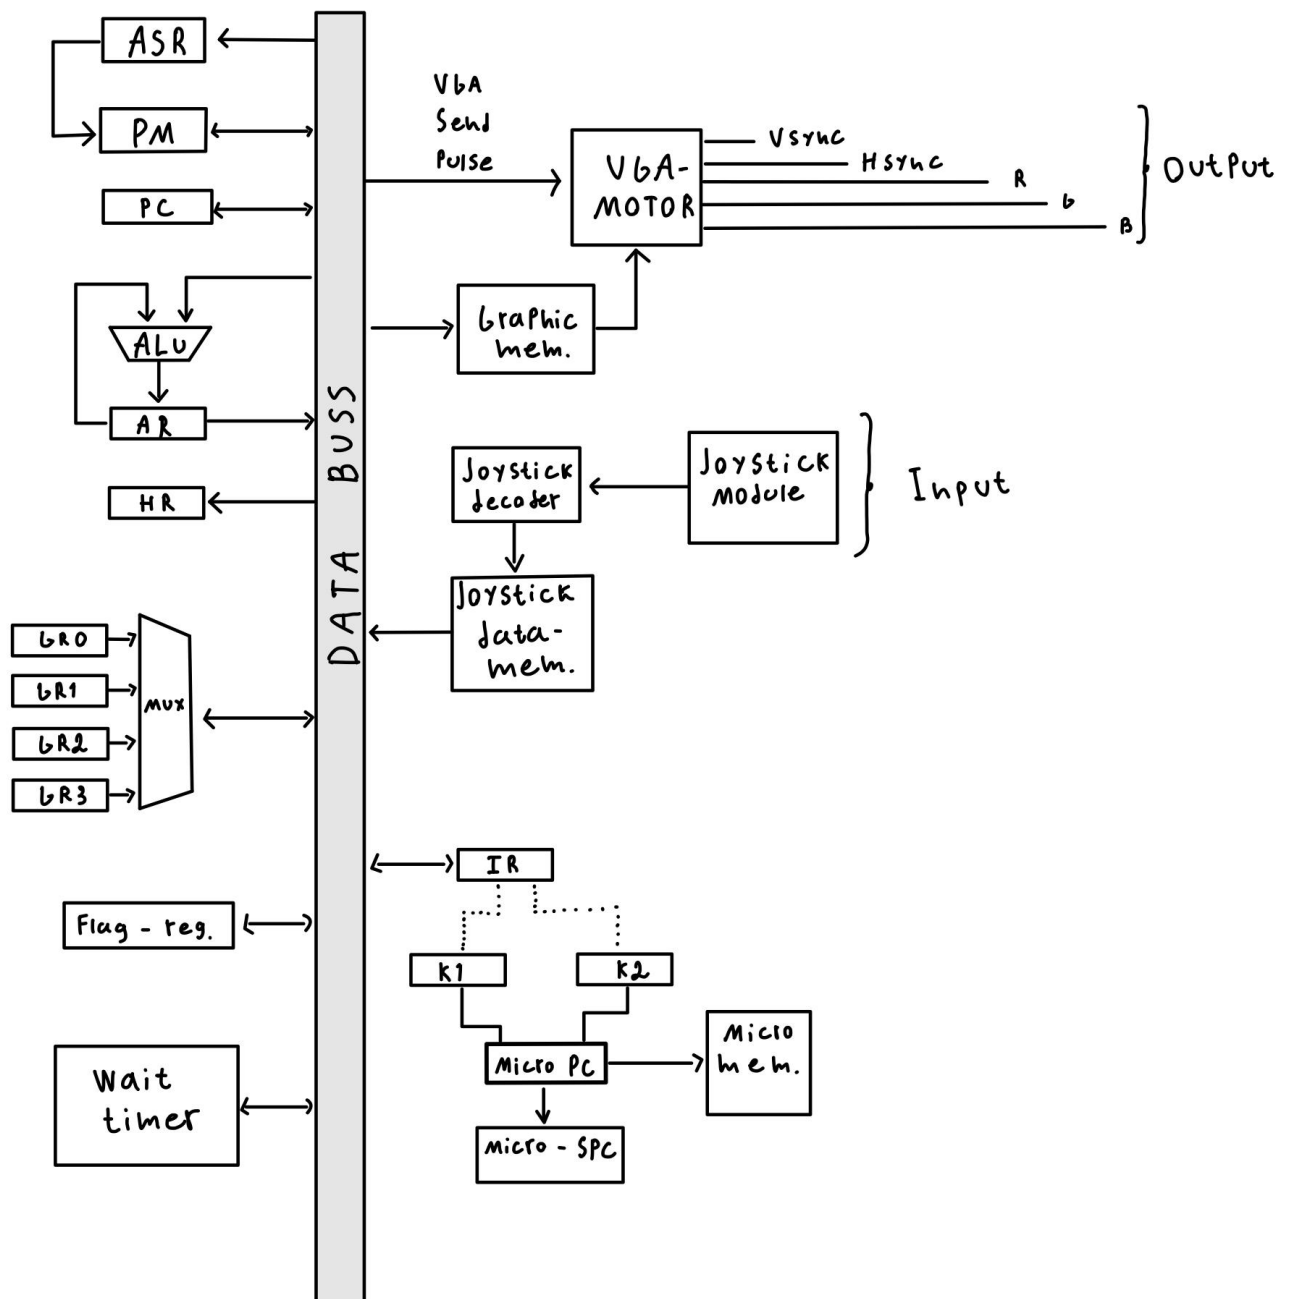 ASR
PM
PC
ALU
AR
HR
GR0
GR1
GR2
GR3
MUX
Flag - reg.
Wait
timer
DATA BUSS
VGA
Send
Pulse
VGA-
MOTOR
Vsync
Hsync
R
G
B
Output
Graphic
mem.
Joystick
decoder
Joystick
Module
Input
Joystick
data-
mem.
IR
K1
K2
Micro PC
Micro
mem.
Micro - SPC